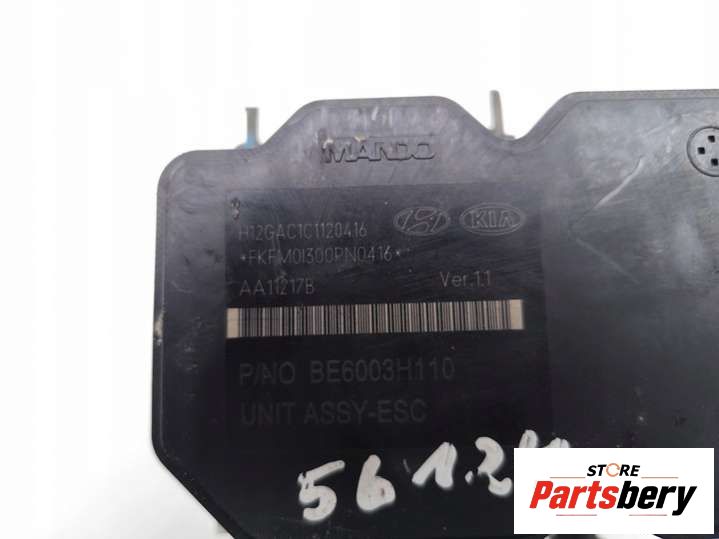 MANDO
H12GAC1C1120416
KIA
*FKFM01300PN0416*
AA11217B Ver.1.1
P/NO BE6003H110
UNIT ASSY-ESC
STORE
Partsbery